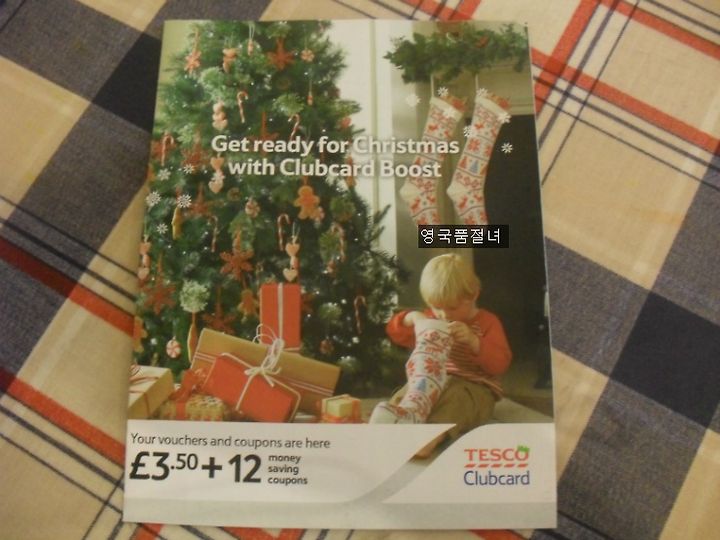 Get ready for Christmas
with Clubcard Boost
영국품절녀
Your vouchers and coupons are here
£3.50 + 12 money
saving
coupons
TESCO
Clubcard